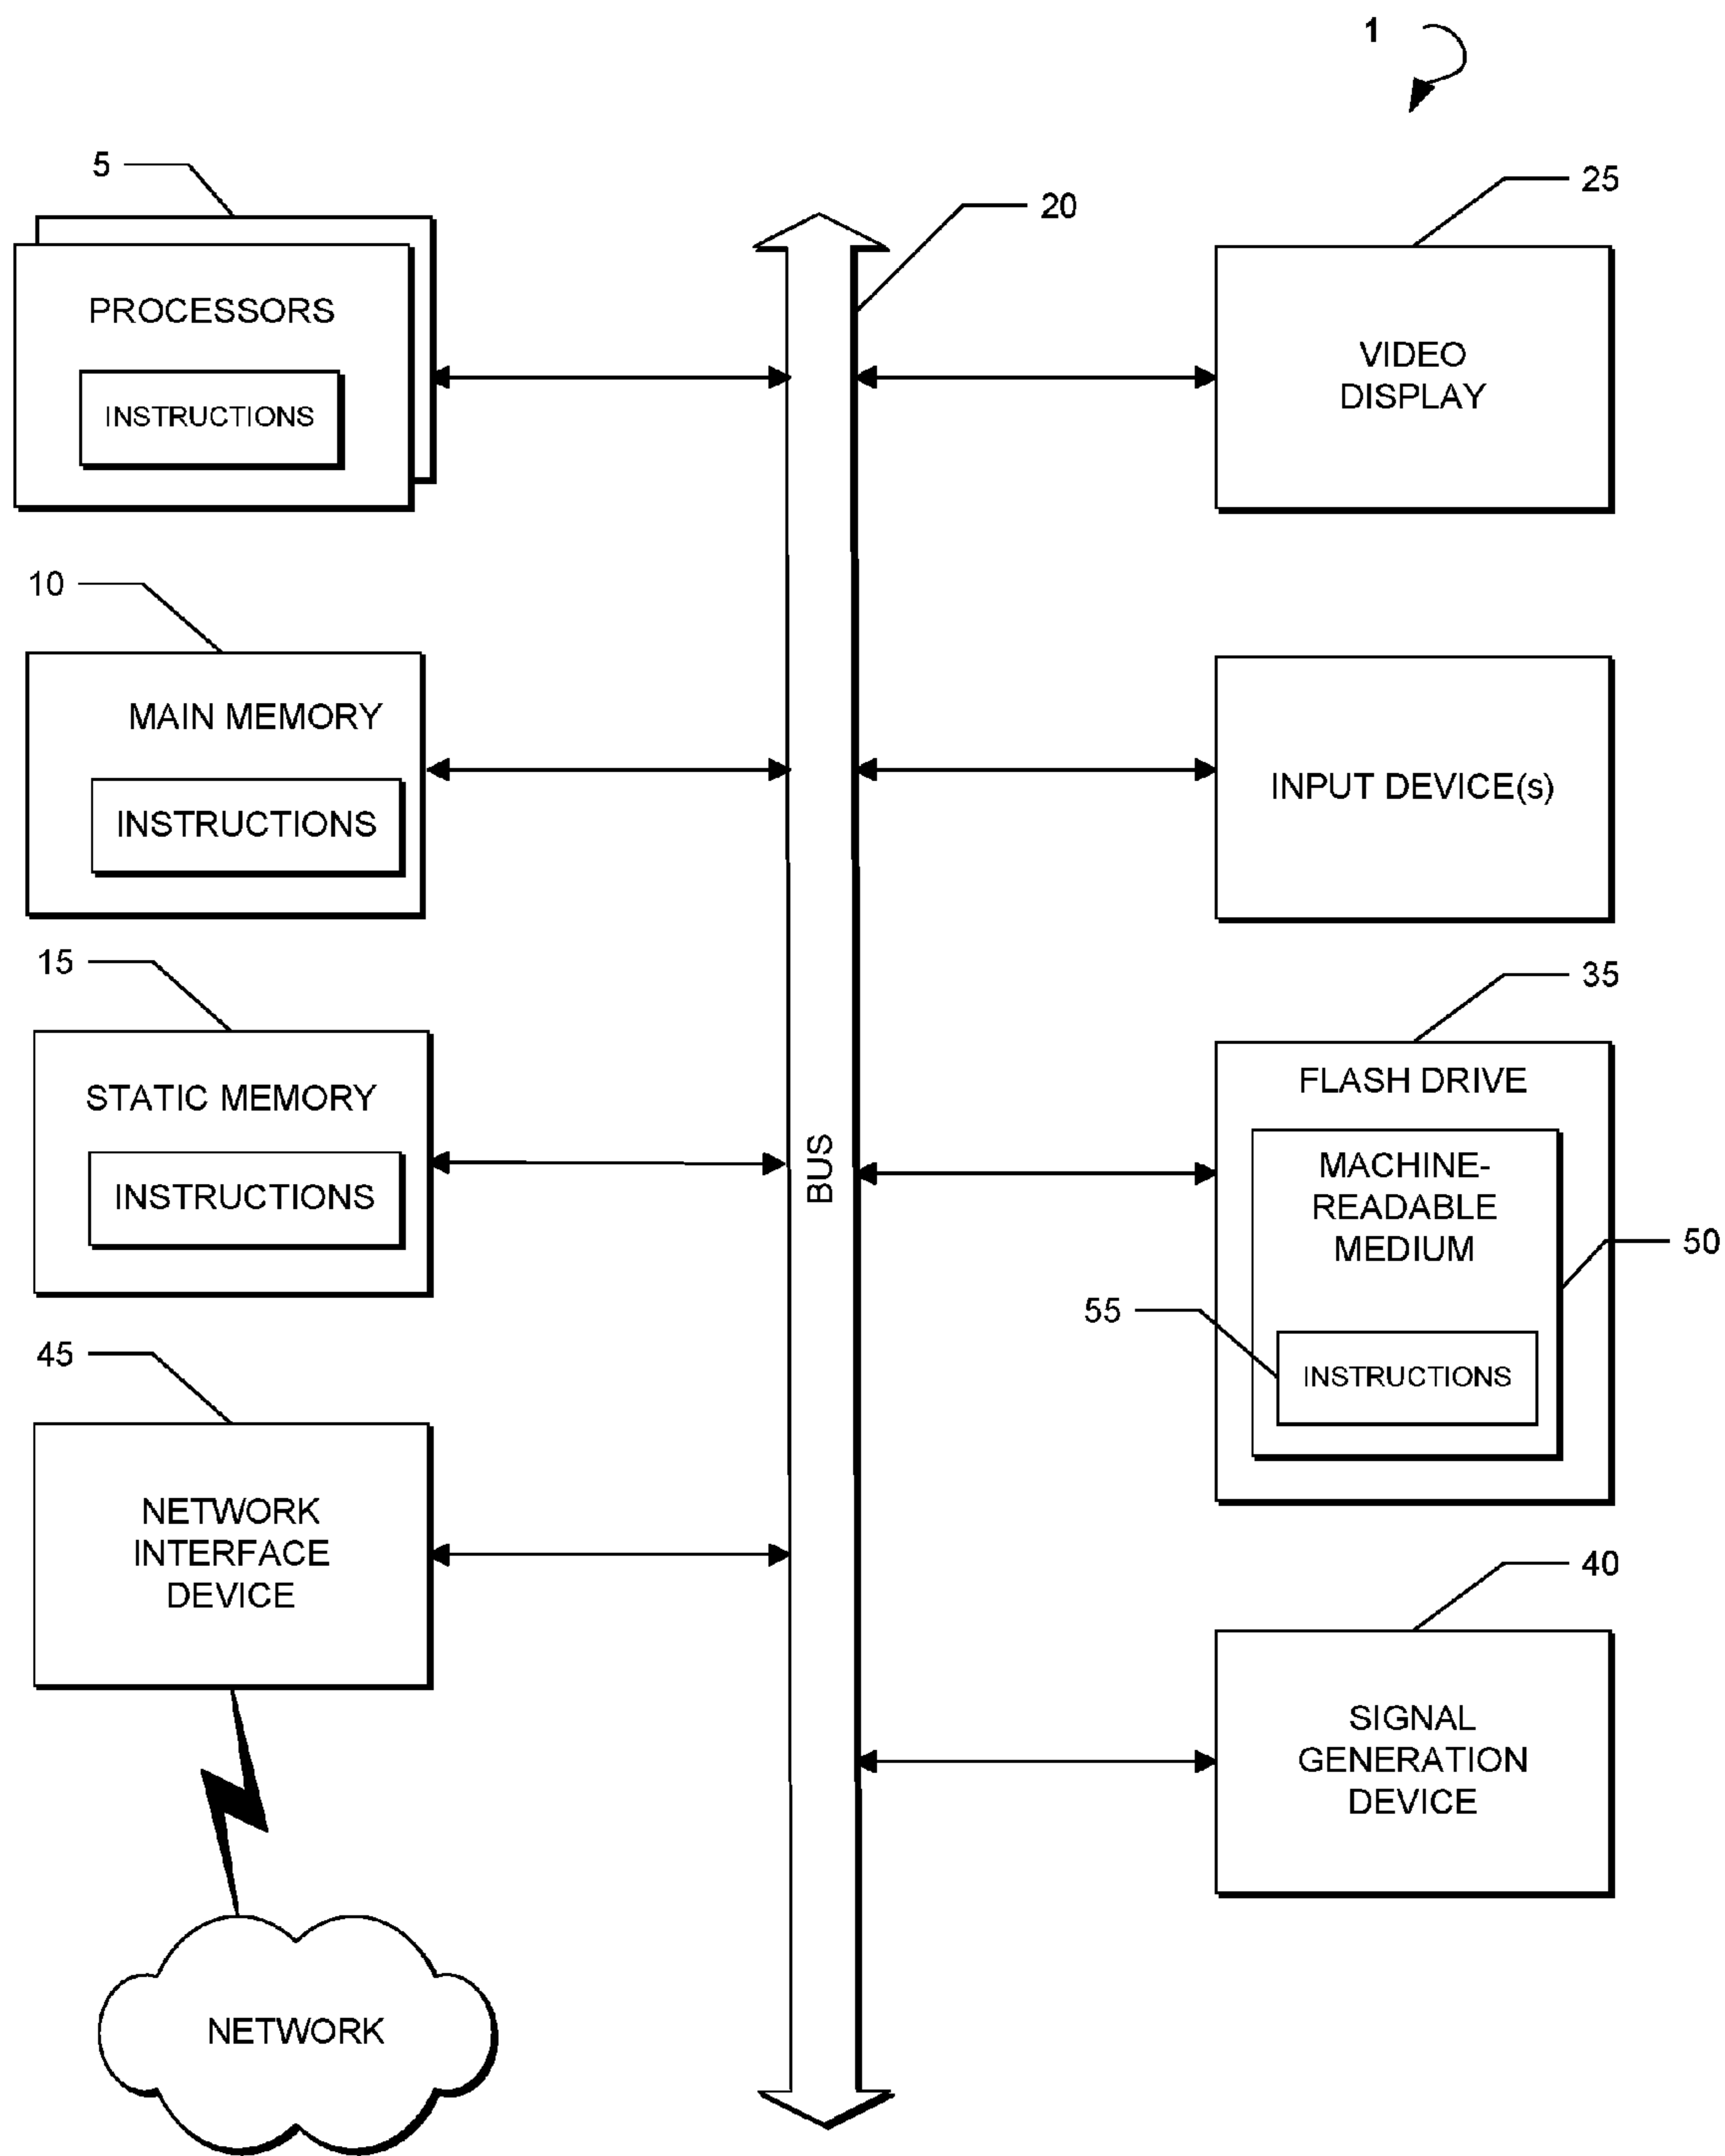 1
5
PROCESSORS
INSTRUCTIONS
10
MAIN MEMORY
INSTRUCTIONS
15
STATIC MEMORY
INSTRUCTIONS
45
NETWORK
INTERFACE
DEVICE
NETWORK
20
BUS
25
VIDEO
DISPLAY
INPUT DEVICE(s)
35
FLASH DRIVE
MACHINE-
READABLE
MEDIUM
50
55
INSTRUCTIONS
40
SIGNAL
GENERATION
DEVICE